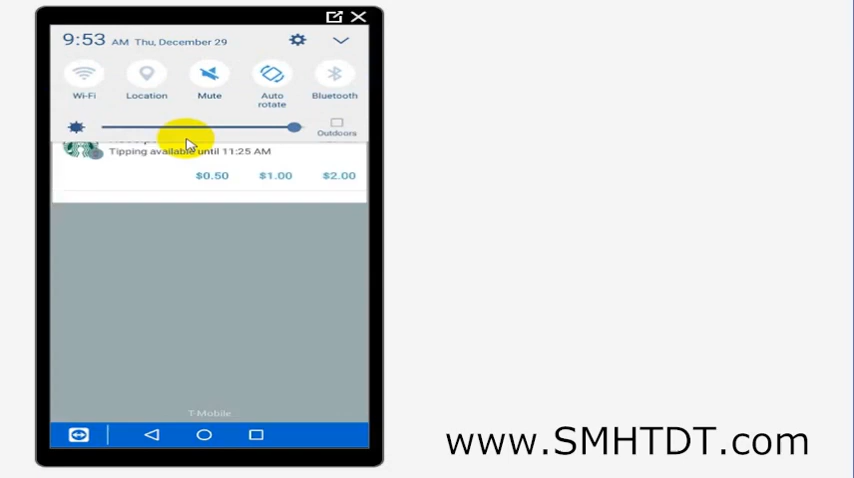 9:53 AM Thu, December 29
Wi-Fi
Location
Mute
Auto
rotate
Bluetooth
Outdoors
Tipping available until 11:25 AM
$0.50 $1.00 $2.00
T-Mobile
www.SMHTDT.com